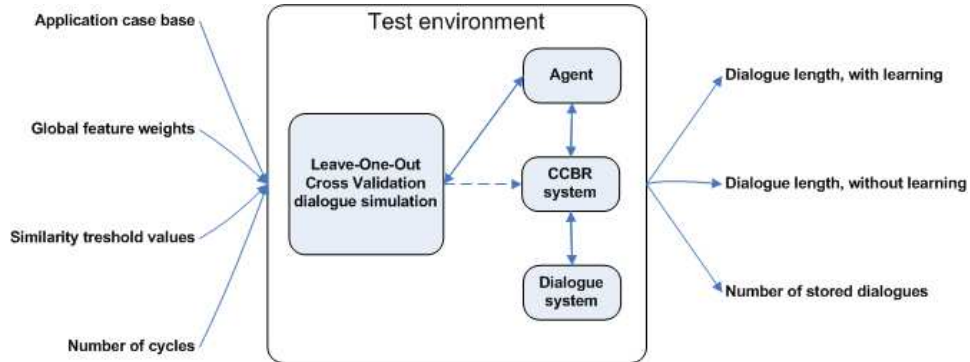 Test environment
Application case base
Global feature weights
Similarity treshold values
Number of cycles
Leave-One-Out
Cross Validation
dialogue simulation
Agent
CCBR
system
Dialogue
system
Dialogue length, with learning
Dialogue length, without learning
Number of stored dialogues